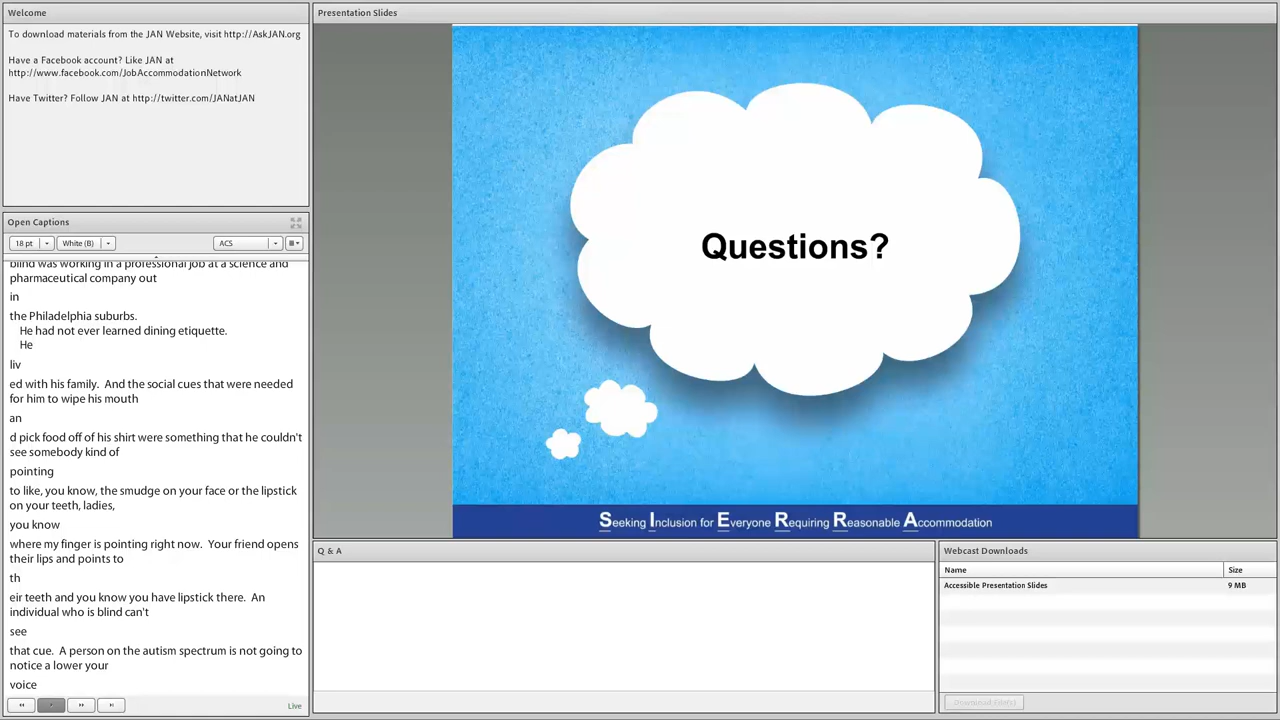 Welcome
To download materials from the JAN Website, visit http://AskJAN.org
Have a Facebook account? Like JAN at
http://www.facebook.com/JobAccommodationNetwork
Have Twitter? Follow JAN at http://twitter.com/JANatJAN
Open Captions
18 pt
White (B)
ACS
blind was working in a professional job at a science and
pharmaceutical company out
in
the Philadelphia suburbs.
He had not ever learned dining etiquette.
He
liv
ed with his family. And the social cues that were needed
for him to wipe his mouth
an
d pick food off of his shirt were something that he couldn't
see somebody kind of
pointing
to like, you know, the smudge on your face or the lipstick
on your teeth, ladies,
you know
where my finger is pointing right now. Your friend opens
their lips and points to
th
eir teeth and you know you have lipstick there. An
individual who is blind can't
see
that cue. A person on the autism spectrum is not going to
notice a lower your
voice
Live
Presentation Slides
Questions?
Seeking Inclusion for Everyone Requiring Reasonable Accommodation
Q & A
Webcast Downloads
Name Size
Accessible Presentation Slides 9 MB
Download File(s)